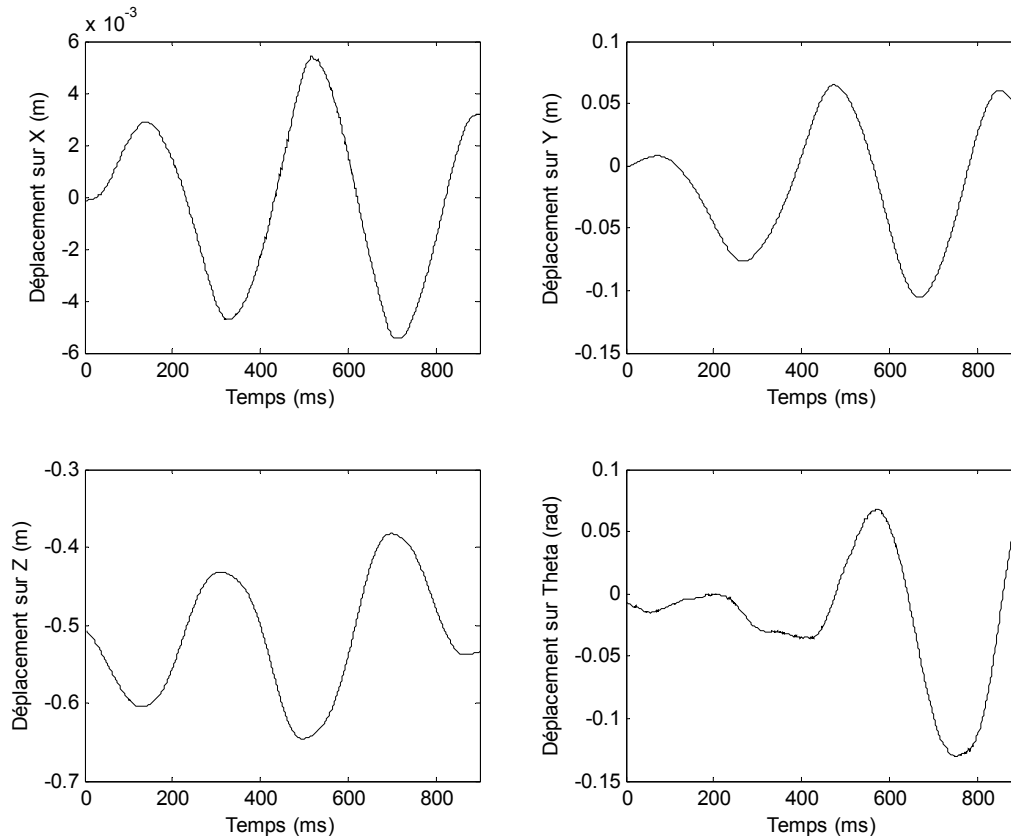 x 10-3
6
4
2
0
-2
-4
-6
0 200 400 600 800
Déplacement sur X (m)
Temps (ms)
0.1
0.05
0
-0.05
-0.1
-0.15
0 200 400 600 800
Déplacement sur Y (m)
Temps (ms)
-0.3
-0.4
-0.5
-0.6
-0.7
0 200 400 600 800
Déplacement sur Z (m)
Temps (ms)
0.1
0.05
0
-0.05
-0.1
-0.15
0 200 400 600 800
Déplacement sur Theta (rad)
Temps (ms)